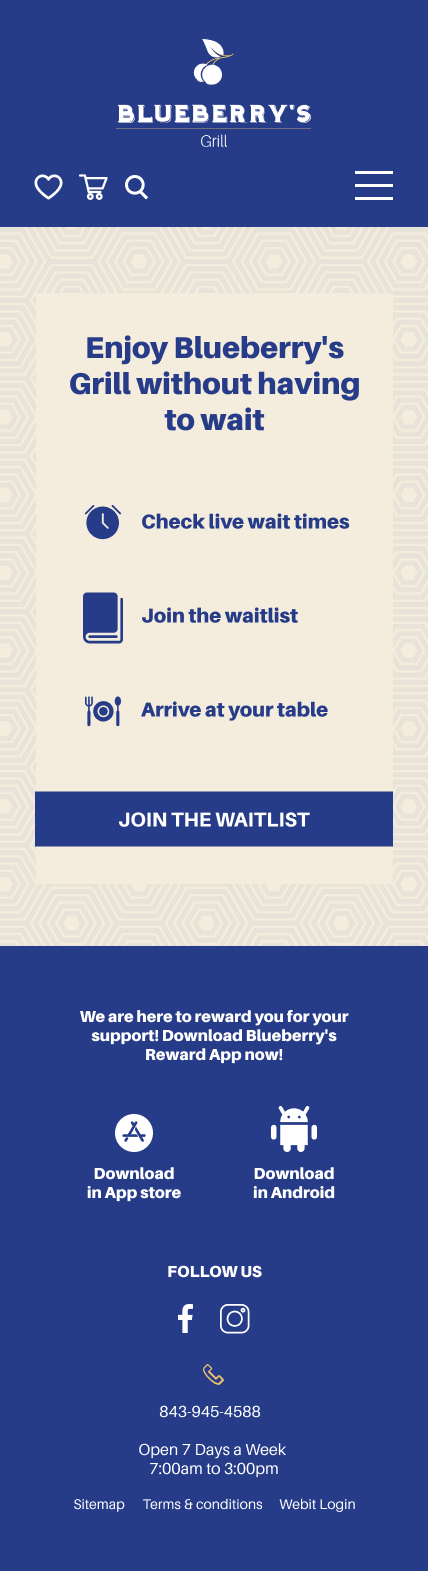 BLUEBERRY'S
Grill
Enjoy Blueberry's
Grill without having
to wait
Check live wait times
Join the waitlist
Arrive at your table
JOIN THE WAITLIST
We are here to reward you for your
support! Download Blueberry's
Reward App now!
Download
in App store
Download
in Android
FOLLOW US
843-945-4588
Open 7 Days a Week
7:00am to 3:00pm
Sitemap Terms & conditions Webit Login